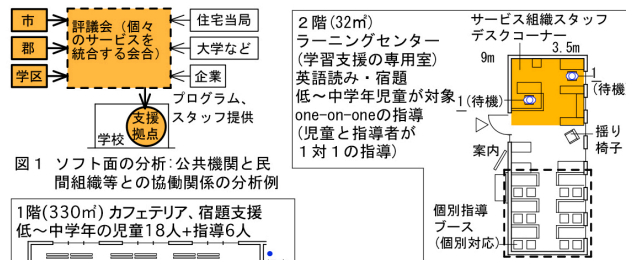 市
郡
学区
評議会（個々
のサービスを
統合する会合）
住宅当局
大学など
企業
プログラム、
スタッフ提供
支援
拠点
学校
図１ ソフト面の分析：公共機関と民
間組織等との協働関係の分析例
1階(330㎡) カフェテリア、宿題支援
低～中学年の児童18人+指導6人
２階(32㎡)
ラーニングセンター
(学習支援の専用室)
英語読み・宿題
低～中学年児童が対象
one-on-oneの指導
(児童と指導者が
１対１の指導)
サービス組織スタッフ
デスクコーナー
9m
3.5m
1
(待機)
1(待機)
揺り
椅子
案内
個別指導
ブース
(個別対応)